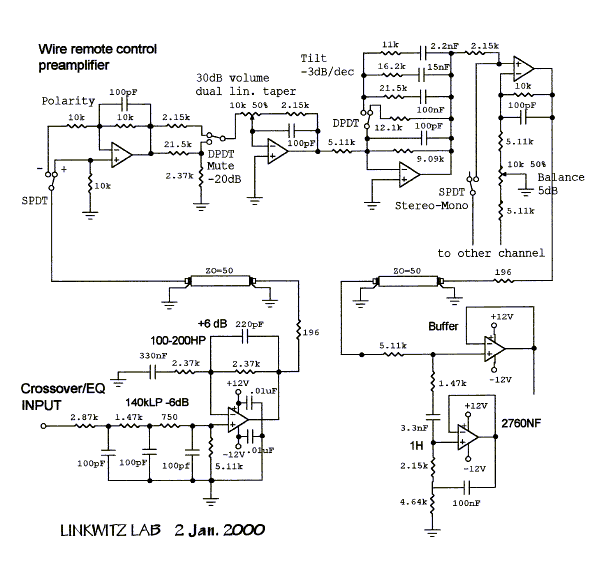 Wire remote control
preamplifier
Polarity
10k
100pF
10k
2.15k
21.5k
2.37k
- +
SPDT
10k
DPDT
Mute
-20dB
30dB volume
dual lin. taper
10k 50%
2.15k
100pF
5.11k
Tilt
-3dB/dec
11k
2.2nF
16.2k
15nF
21.5k
100nF
100nF
DPDT
12.1k
100pF
9.09k
2.15k
SPDT
Stereo-Mono
10k
100pF
5.11k
10k 50%
Balance
5dB
5.11k
to other channel
ZO=50
ZO=50
196
196
+6 dB
220pF
100-200HP
330nF
2.37k
2.37k
Crossover/EQ
INPUT
140kLP -6dB
2.87k
1.47k
750
100pF
100pF
100pf
5.11k
+12V
.01uF
-12V
.01uF
5.11k
Buffer
+12V
-12V
1.47k
3.3nF
1H
2.15k
4.64k
+12V
2760NF
-12V
100nF
LINKWITZ LAB 2 Jan. 2000